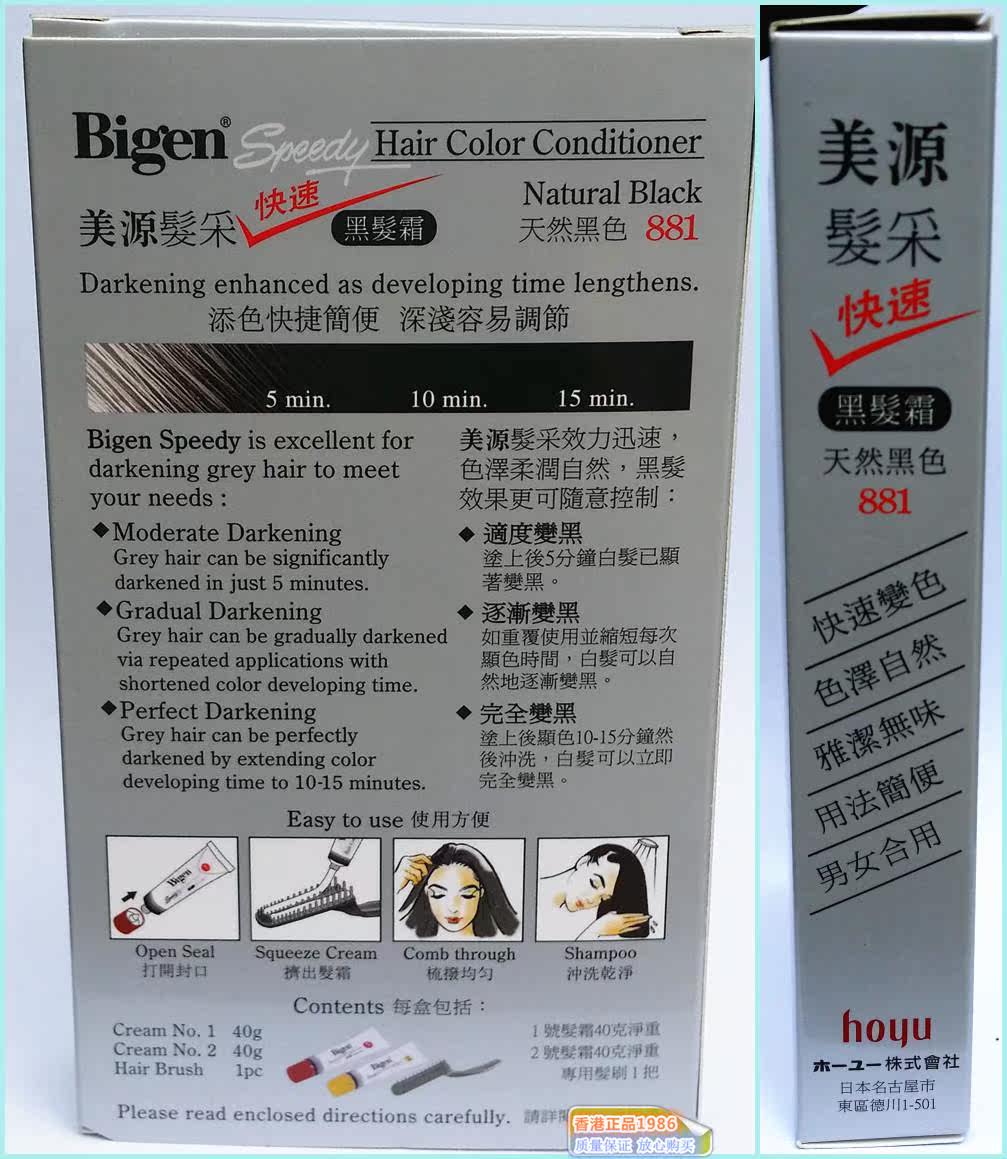 Bigen® Speedy Hair Color Conditioner
美源髮采 快速 黑髮霜
Natural Black
天然黑色 881
Darkening enhanced as developing time lengthens.
添色快捷簡便 深淺容易調節
5 min. 10 min. 15 min.
Bigen Speedy is excellent for
darkening grey hair to meet
your needs :
◆Moderate Darkening
Grey hair can be significantly
darkened in just 5 minutes.
◆Gradual Darkening
Grey hair can be gradually darkened
via repeated applications with
shortened color developing time.
◆Perfect Darkening
Grey hair can be perfectly
darkened by extending color
developing time to 10-15 minutes.
美源髮采效力迅速，
色澤柔潤自然，黑髮
效果更可隨意控制：
◆ 適度變黑
塗上後5分鐘白髮已顯
著變黑。
◆ 逐漸變黑
如重覆使用並縮短每次
顯色時間，白髮可以自
然地逐漸變黑。
◆ 完全變黑
塗上後顯色10-15分鐘然
後沖洗，白髮可以立即
完全變黑。
Easy to use 使用方便
Bigen
Open Seal
打開封口
Squeeze Cream
擠出髮霜
Comb through
梳撥均勻
Shampoo
沖洗乾淨
Contents 每盒包括：
Cream No. 1 40g
Cream No. 2 40g
Hair Brush 1pc
Bigen
1 號髮霜40克淨重
2 號髮霜40克淨重
專用髮刷 1 把
Please read enclosed directions carefully. 請詳
香港正品1986
质量保证 放心购买
美源
髮采
快速
黑髮霜
天然黑色
881
快速變色
色澤自然
雅潔無味
用法簡便
男女合用
hoyu
ホーユー株式會社
日本名古屋市
東區德川1-501